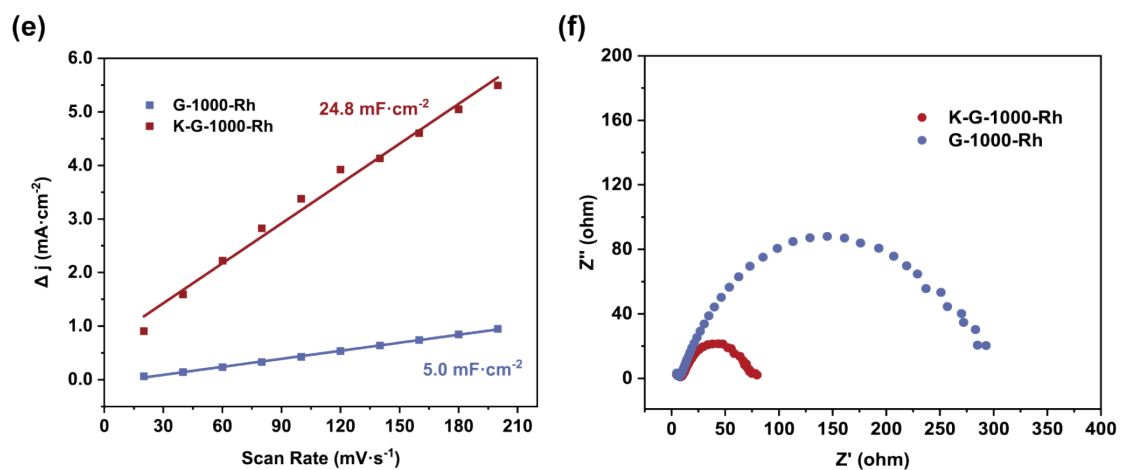 (e)
6.0
5.0
4.0
3.0
2.0
1.0
0.0
Δ j (mA·cm⁻²)
G-1000-Rh
K-G-1000-Rh
24.8 mF·cm⁻²
5.0 mF·cm⁻²
30 60 90 120 150 180 210
Scan Rate (mV·s⁻¹)
(f)
200
160
120
80
40
0
Z'' (ohm)
K-G-1000-Rh
G-1000-Rh
0 50 100 150 200 250 300 350 400
Z' (ohm)